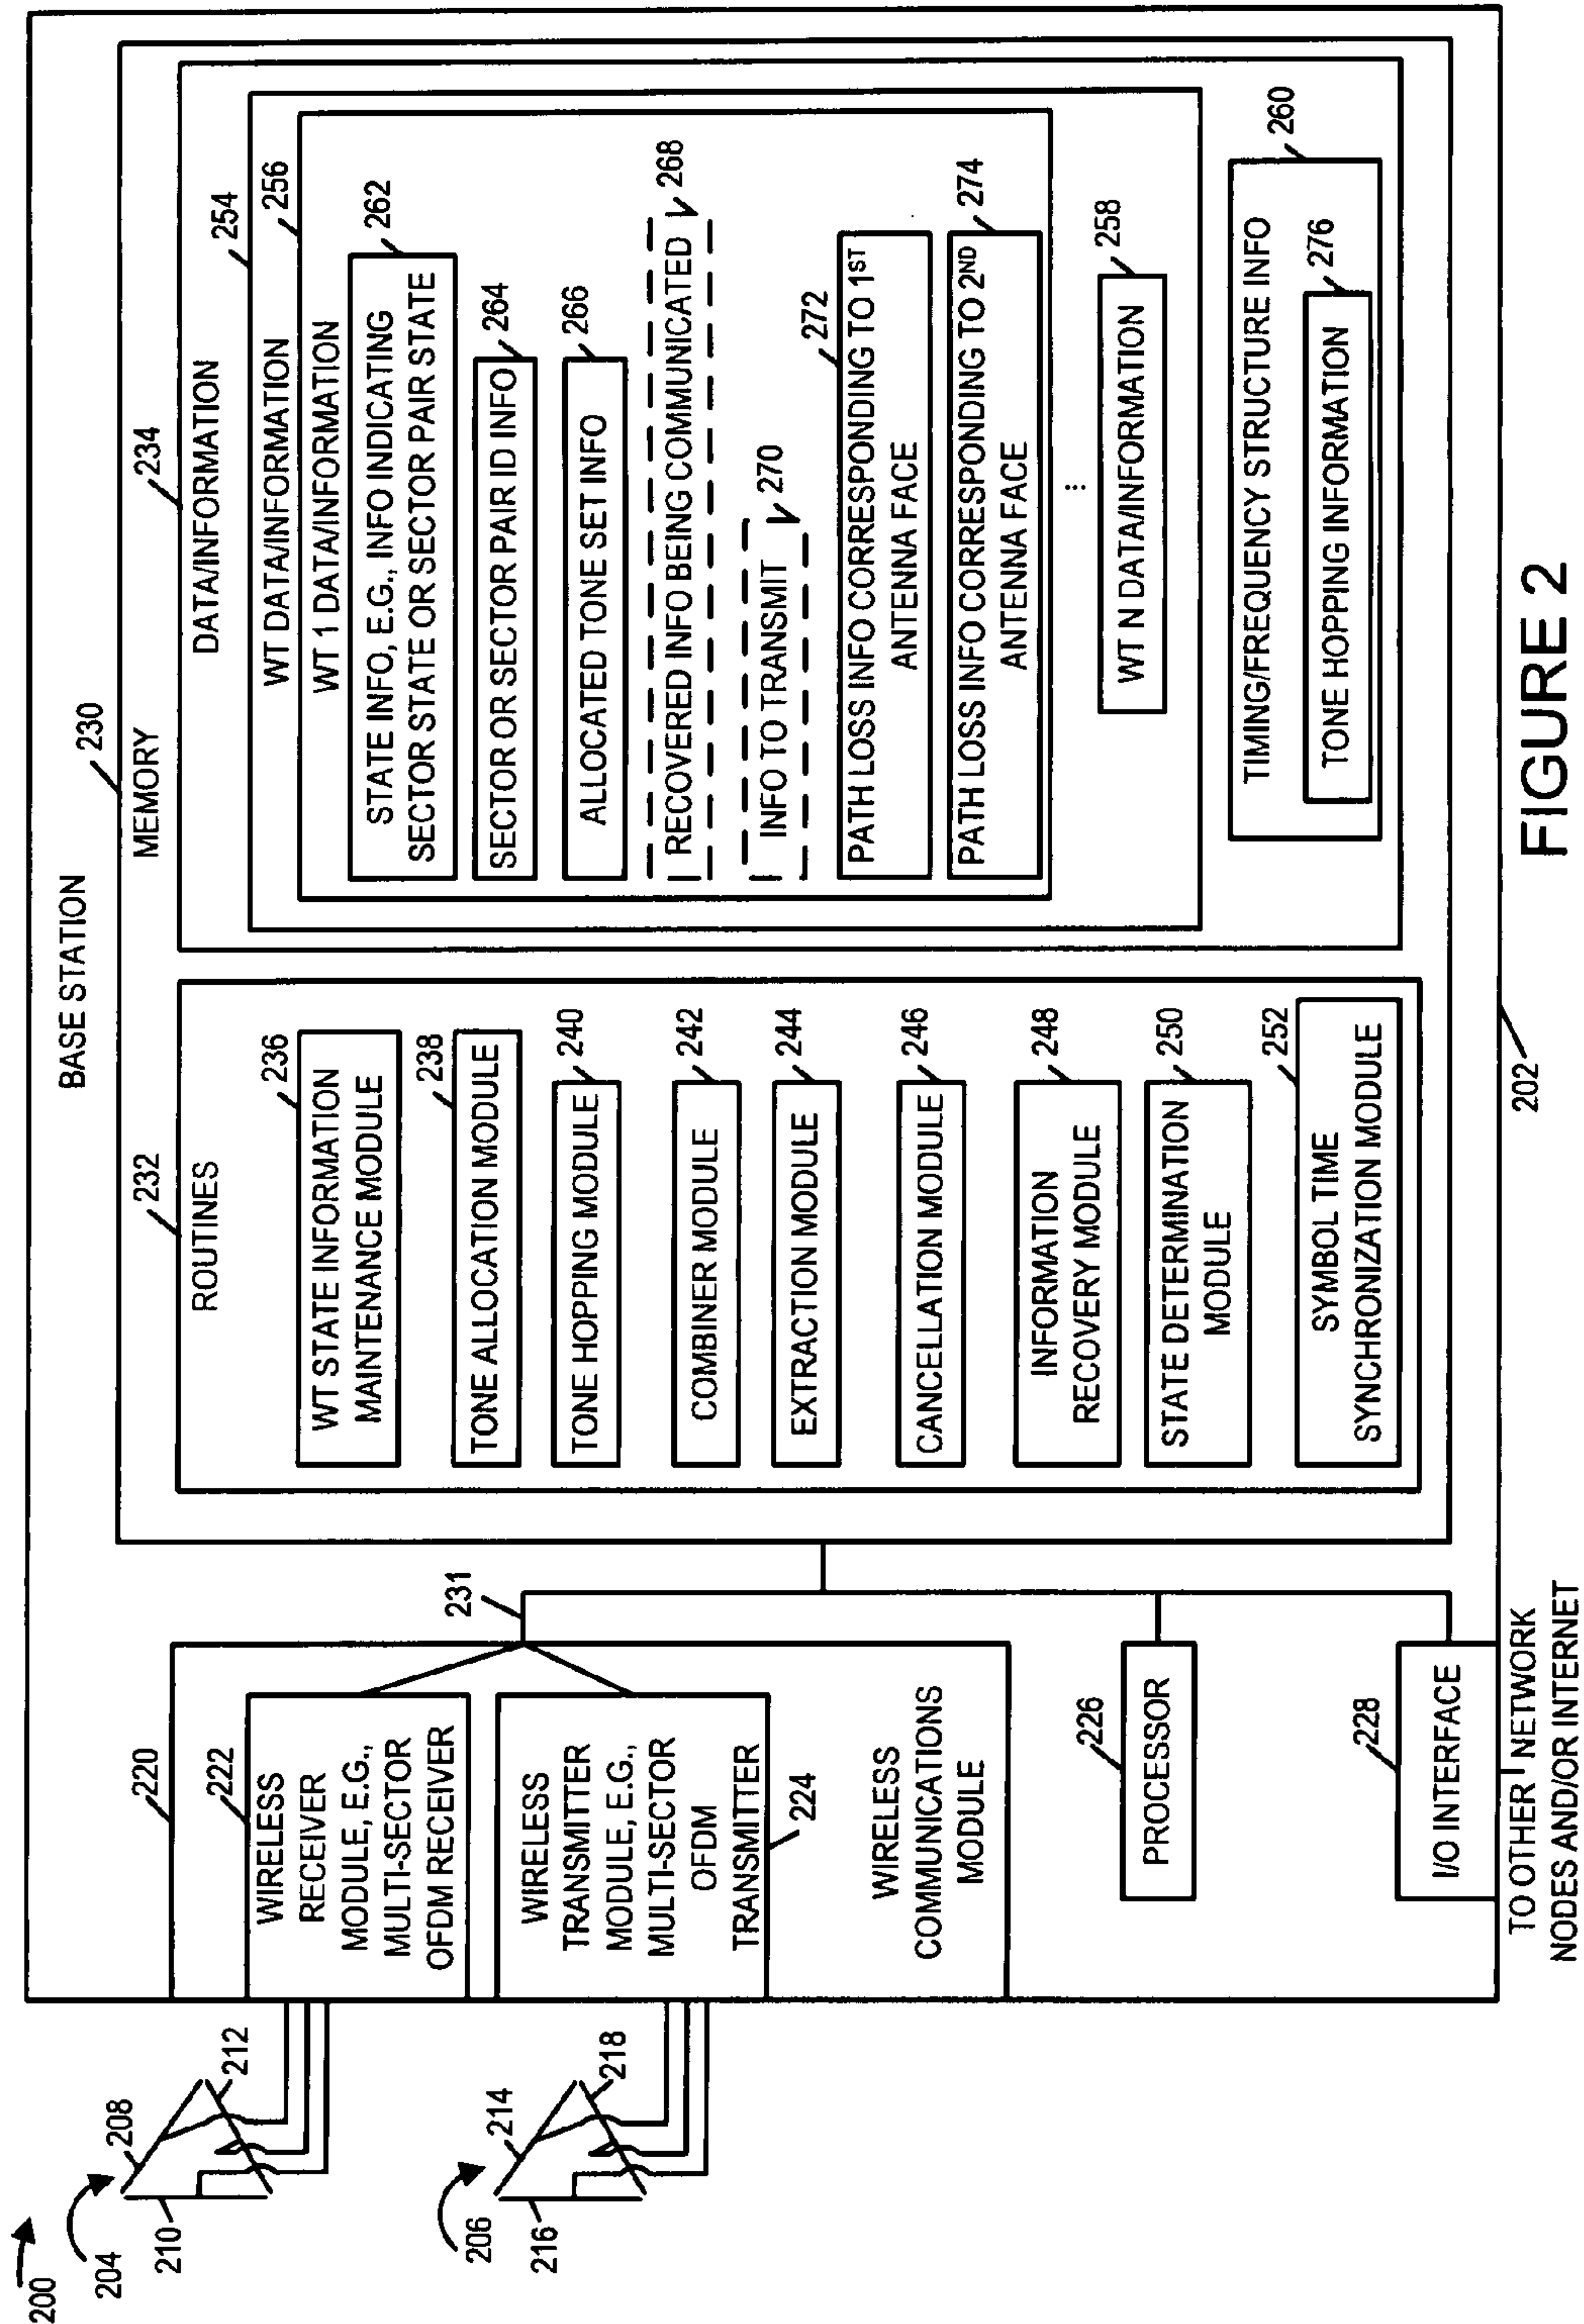 200
204
208
210
212
206
214
216
218
BASE STATION
220
222
WIRELESS
RECEIVER
MODULE, E.G.,
MULTI-SECTOR
OFDM RECEIVER
WIRELESS
TRANSMITTER
MODULE, E.G.,
MULTI-SECTOR
OFDM
TRANSMITTER
224
WIRELESS
COMMUNICATIONS
MODULE
231
226
PROCESSOR
228
I/O INTERFACE
TO OTHER NETWORK
NODES AND/OR INTERNET
230
MEMORY
232
ROUTINES
236
WT STATE INFORMATION
MAINTENANCE MODULE
238
TONE ALLOCATION MODULE
240
TONE HOPPING MODULE
242
COMBINER MODULE
244
EXTRACTION MODULE
246
CANCELLATION MODULE
248
INFORMATION
RECOVERY MODULE
250
STATE DETERMINATION
MODULE
252
SYMBOL TIME
SYNCHRONIZATION MODULE
234
DATA/INFORMATION
254
WT DATA/INFORMATION
256
WT 1 DATA/INFORMATION
262
STATE INFO, E.G., INFO INDICATING
SECTOR STATE OR SECTOR PAIR STATE
264
SECTOR OR SECTOR PAIR ID INFO
266
ALLOCATED TONE SET INFO
268
RECOVERED INFO BEING COMMUNICATED
270
INFO TO TRANSMIT
272
PATH LOSS INFO CORRESPONDING TO 1ST
ANTENNA FACE
274
PATH LOSS INFO CORRESPONDING TO 2ND
ANTENNA FACE
...
258
WT N DATA/INFORMATION
260
TIMING/FREQUENCY STRUCTURE INFO
276
TONE HOPPING INFORMATION
202
FIGURE 2